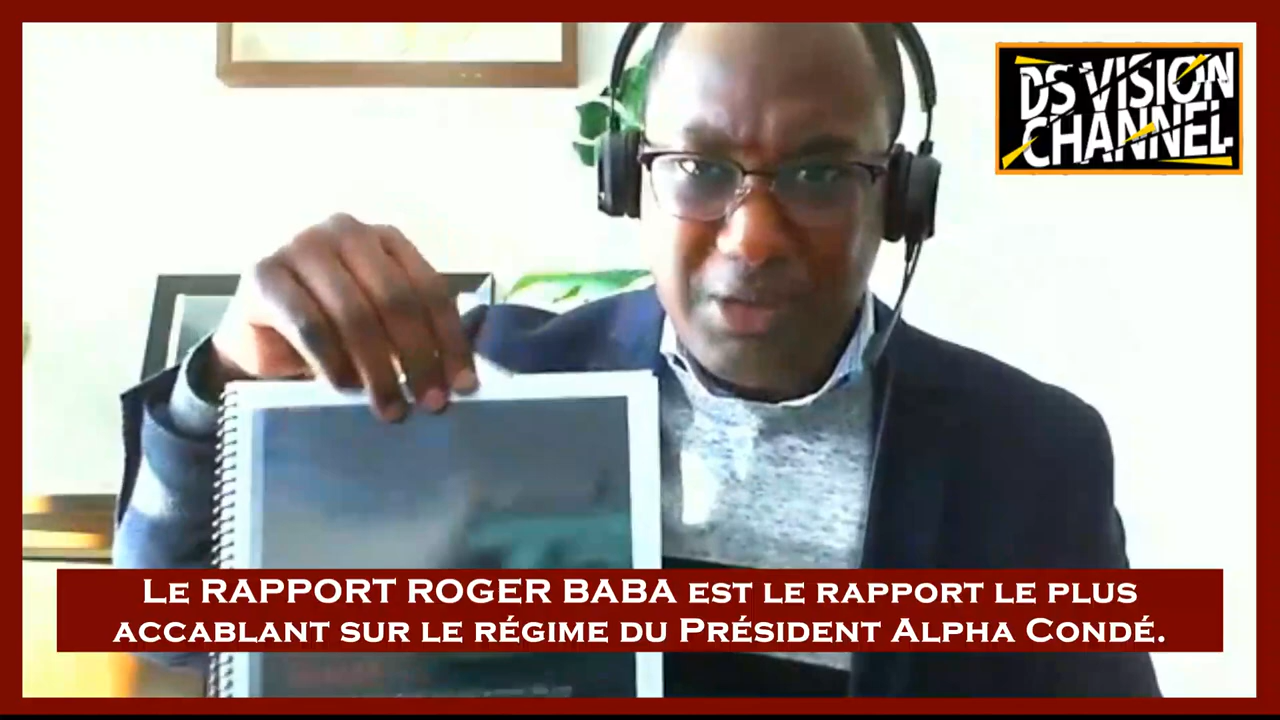 DS VISION
CHANNEL
Le RAPPORT ROGER BABA est le rapport le plus
accablant sur le régime du Président Alpha Condé.